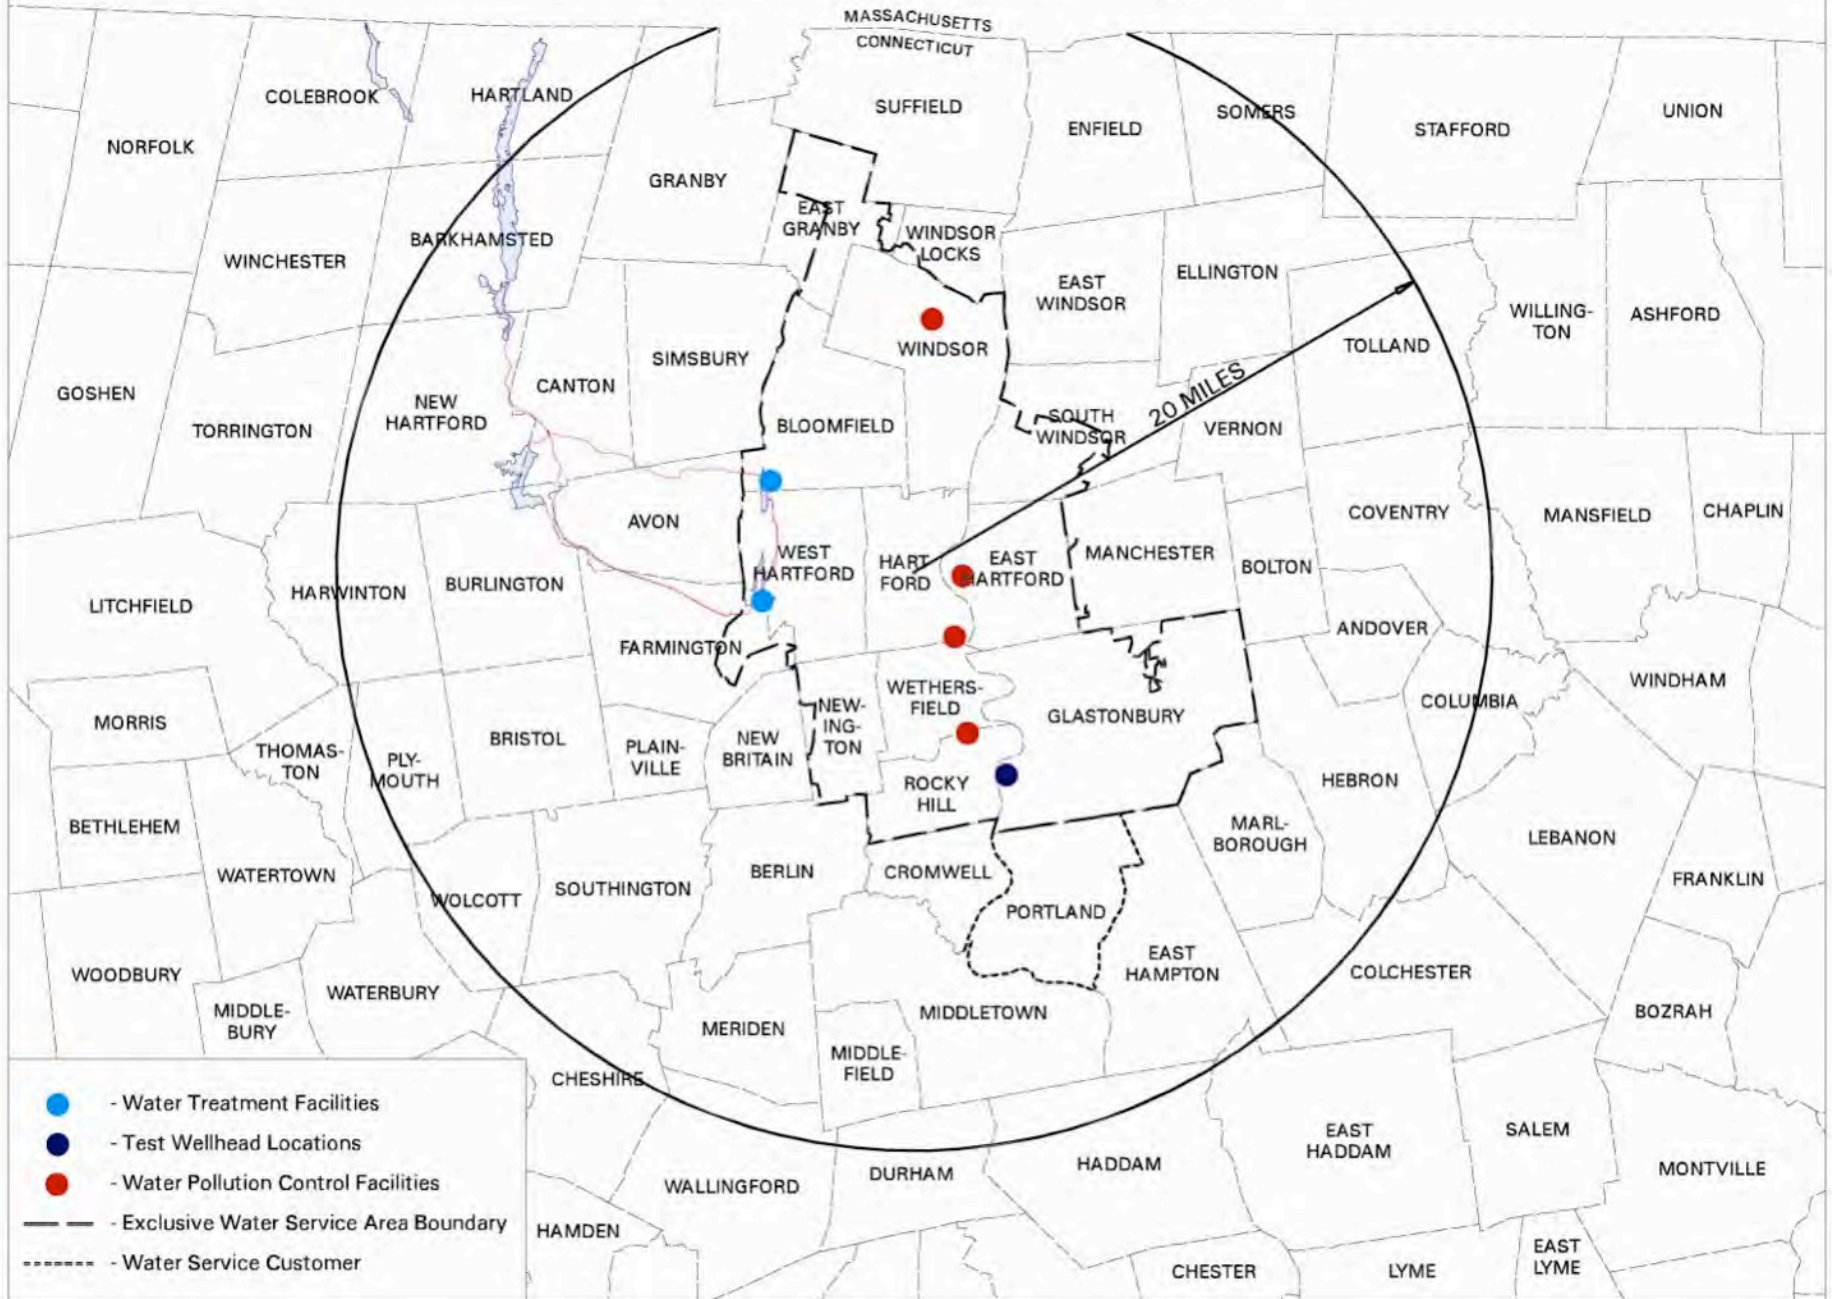 MASSACHUSETTS
CONNECTICUT
COLEBROOK
HARTLAND
SUFFIELD
ENFIELD
SOMERS
STAFFORD
UNION
NORFOLK
GRANBY
EAST
GRANBY
WINDSOR
LOCKS
WINCHESTER
BARKHAMSTED
EAST
WINDSOR
ELLINGTON
WILLING-
TON
ASHFORD
WINDSOR
TOLLAND
SIMSBURY
CANTON
GOSHEN
NEW
HARTFORD
TORRINGTON
BLOOMFIELD
20 MILES
SOUTH
WINDSOR
VERNON
AVON
COVENTRY
MANSFIELD
CHAPLIN
WEST
HARTFORD
HART
FORD
EAST
HARTFORD
MANCHESTER
BOLTON
LITCHFIELD
HARWINTON
BURLINGTON
FARMINGTON
ANDOVER
WINDHAM
COLUMBIA
MORRIS
WETHERS-
FIELD
GLASTONBURY
NEW-
ING-
TON
THOMAS-
TON
PLY-
MOUTH
BRISTOL
PLAIN-
VILLE
NEW
BRITAIN
ROCKY
HILL
HEBRON
BETHLEHEM
MARL-
BOROUGH
LEBANON
WATERTOWN
WOLCOTT
SOUTHINGTON
BERLIN
CROMWELL
FRANKLIN
PORTLAND
WOODBURY
WATERBURY
EAST
HAMPTON
COLCHESTER
MIDDLE-
BURY
MERIDEN
MIDDLETOWN
BOZRAH
MIDDLE-
FIELD
CHESHIRE
EAST
HADDAM
SALEM
DURHAM
HADDAM
MONTVILLE
WALLINGFORD
HAMDEN
CHESTER
LYME
EAST
LYME
- Water Treatment Facilities
- Test Wellhead Locations
- Water Pollution Control Facilities
- Exclusive Water Service Area Boundary
- Water Service Customer